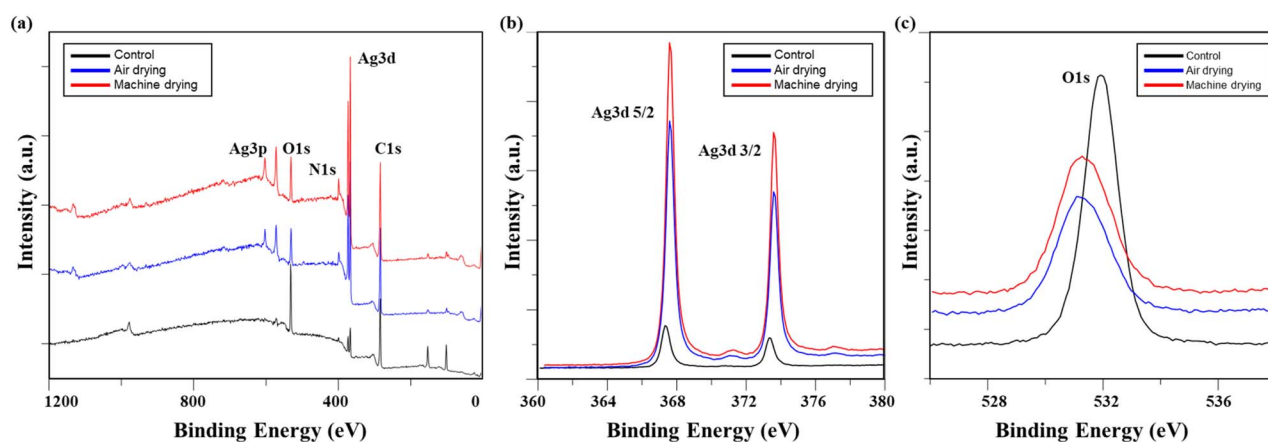 (a)
Control
Air drying
Machine drying
Ag3d
Ag3p
O1s
N1s
C1s
Intensity (a.u.)
1200
800
400
0
Binding Energy (eV)
(b)
Control
Air drying
Machine drying
Ag3d 5/2
Ag3d 3/2
Intensity (a.u.)
360
364
368
372
376
380
Binding Energy (eV)
(c)
O1s
Control
Air drying
Machine drying
Intensity (a.u.)
528
532
536
Binding Energy (eV)